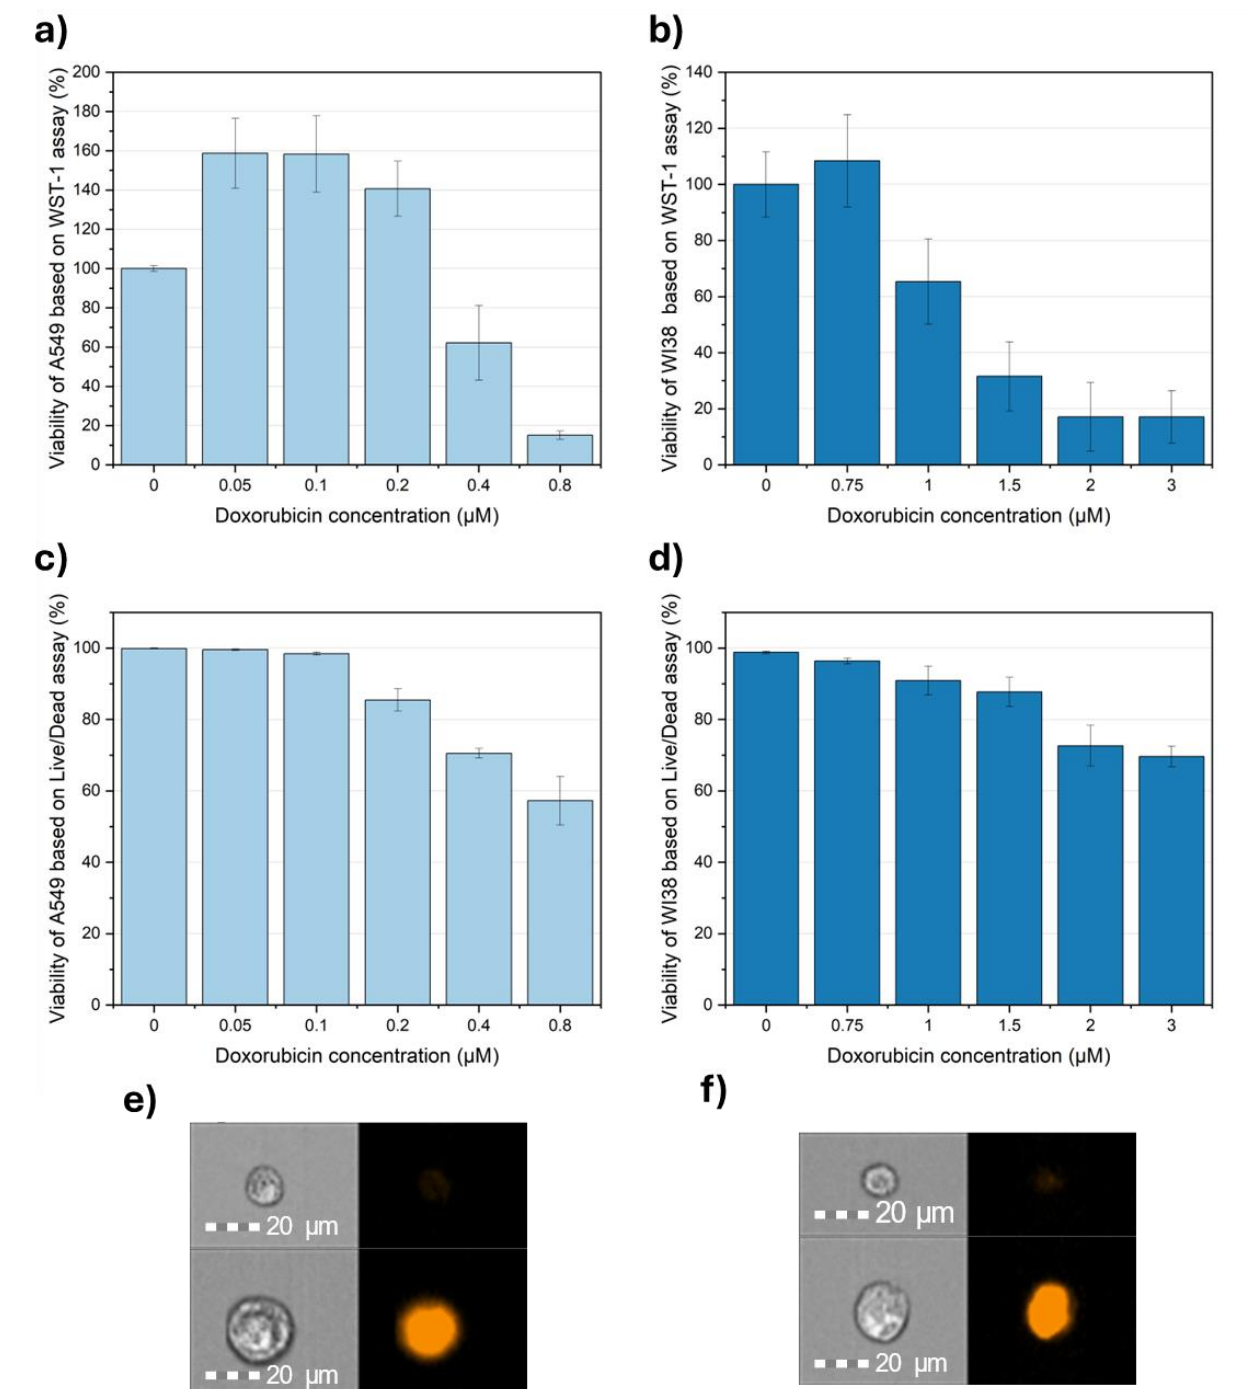 a)
Viability of A549 based on WST-1 assay (%)
200
180
160
140
120
100
80
60
40
20
0
0 0.05 0.1 0.2 0.4 0.8
Doxorubicin concentration (µM)
b)
Viability of WI38 based on WST-1 assay (%)
140
120
100
80
60
40
20
0
0 0.75 1 1.5 2 3
Doxorubicin concentration (µM)
c)
Viability of A549 based on Live/Dead assay (%)
100
80
60
40
20
0
0 0.05 0.1 0.2 0.4 0.8
Doxorubicin concentration (µM)
d)
Viability of WI38 based on Live/Dead assay (%)
100
80
60
40
20
0
0 0.75 1 1.5 2 3
Doxorubicin concentration (µM)
e)
20 µm
20 µm
f)
20 µm
20 µm